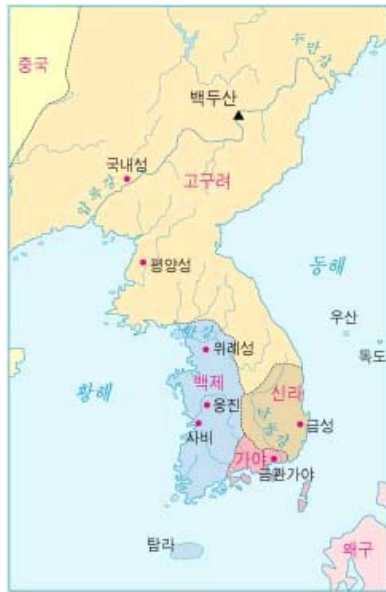 두만강
중국
백두산
국내성
고구려
압록강
평양성
동해
우산
독도
한강
위례성
백제
신라
황해
웅진
낙동강
사비
금성
가야
금관가야
탐라
왜구